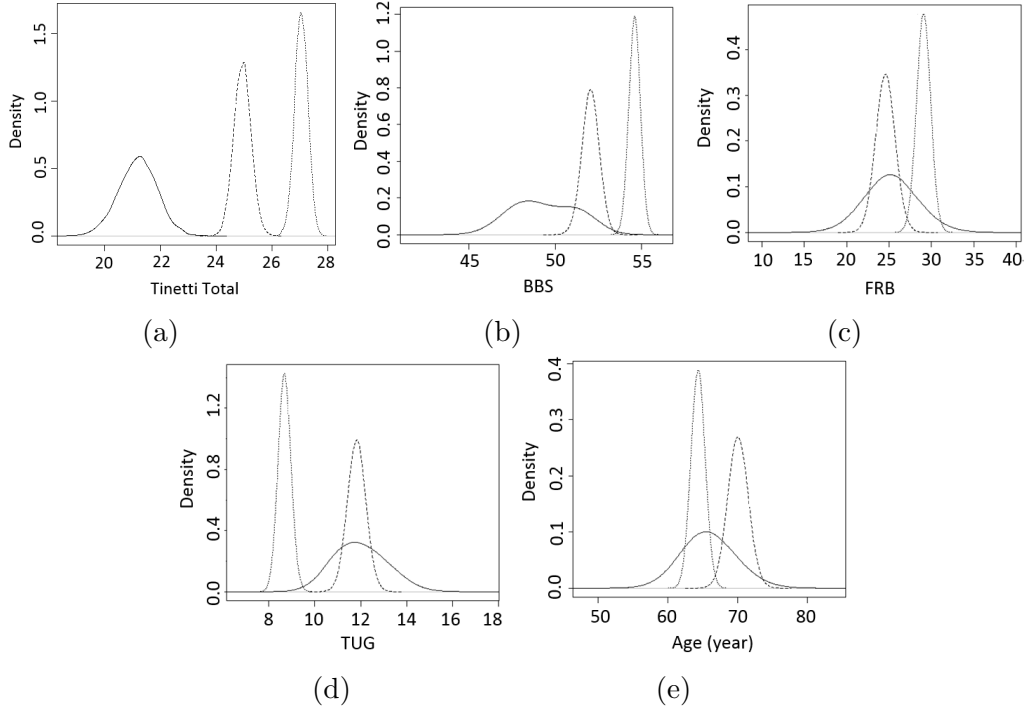 Density
0.0 0.5 1.0 1.5
20 22 24 26 28
Tinetti Total
(a)
Density
0.0 0.2 0.4 0.6 0.8 1.0 1.2
45 50 55
BBS
(b)
Density
0.0 0.1 0.2 0.3 0.4
10 15 20 25 30 35 40
FRB
(c)
Density
0.0 0.4 0.8 1.2
8 10 12 14 16 18
TUG
(d)
Density
0.0 0.1 0.2 0.3 0.4
50 60 70 80
Age (year)
(e)